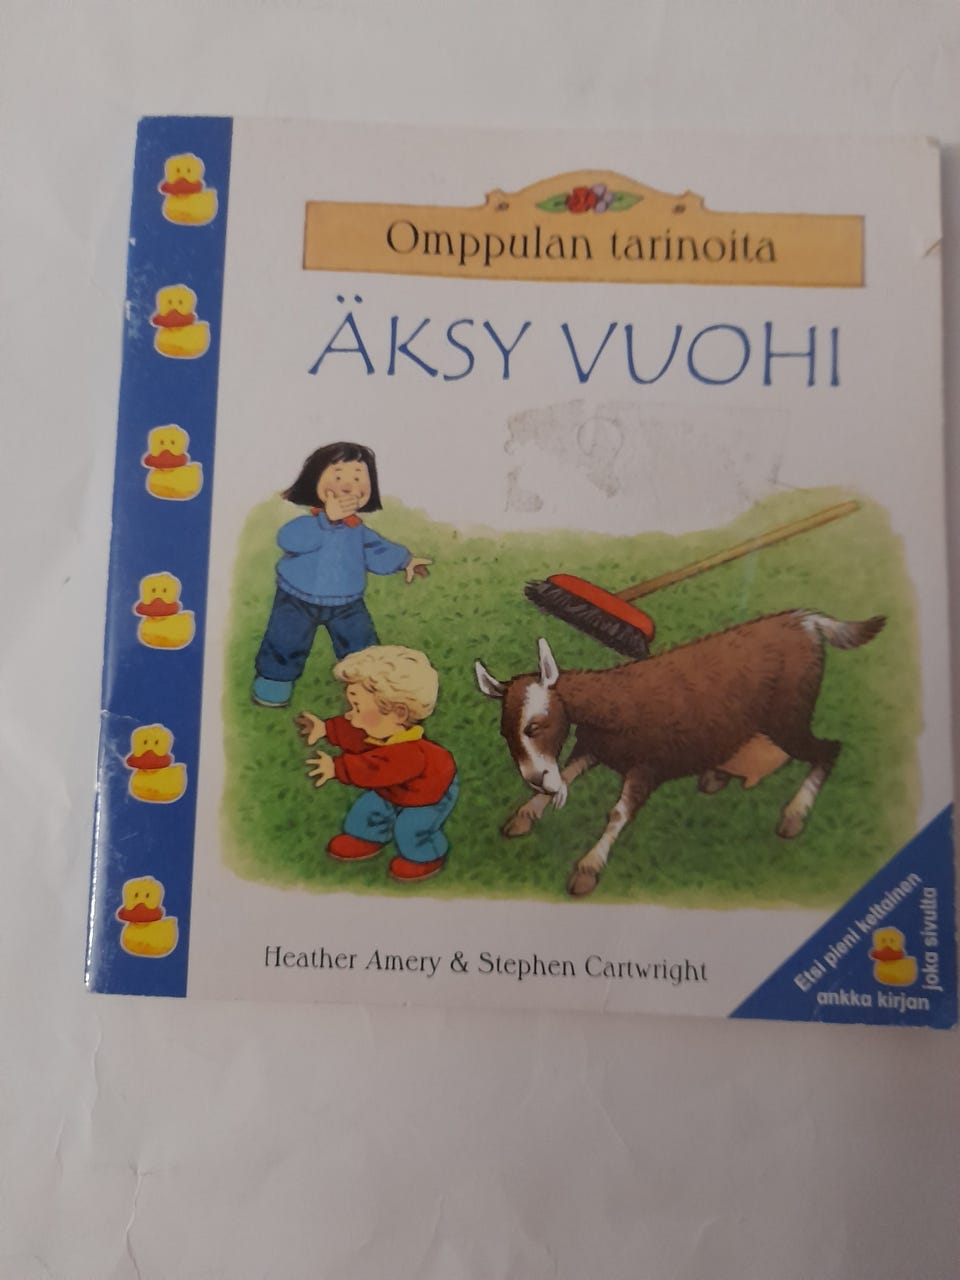 Omppulan tarinoita
ÄKSY VUOHI
Heather Amery & Stephen Cartwright
Etsi pieni keltainen
ankka kirjan
joka sivulta